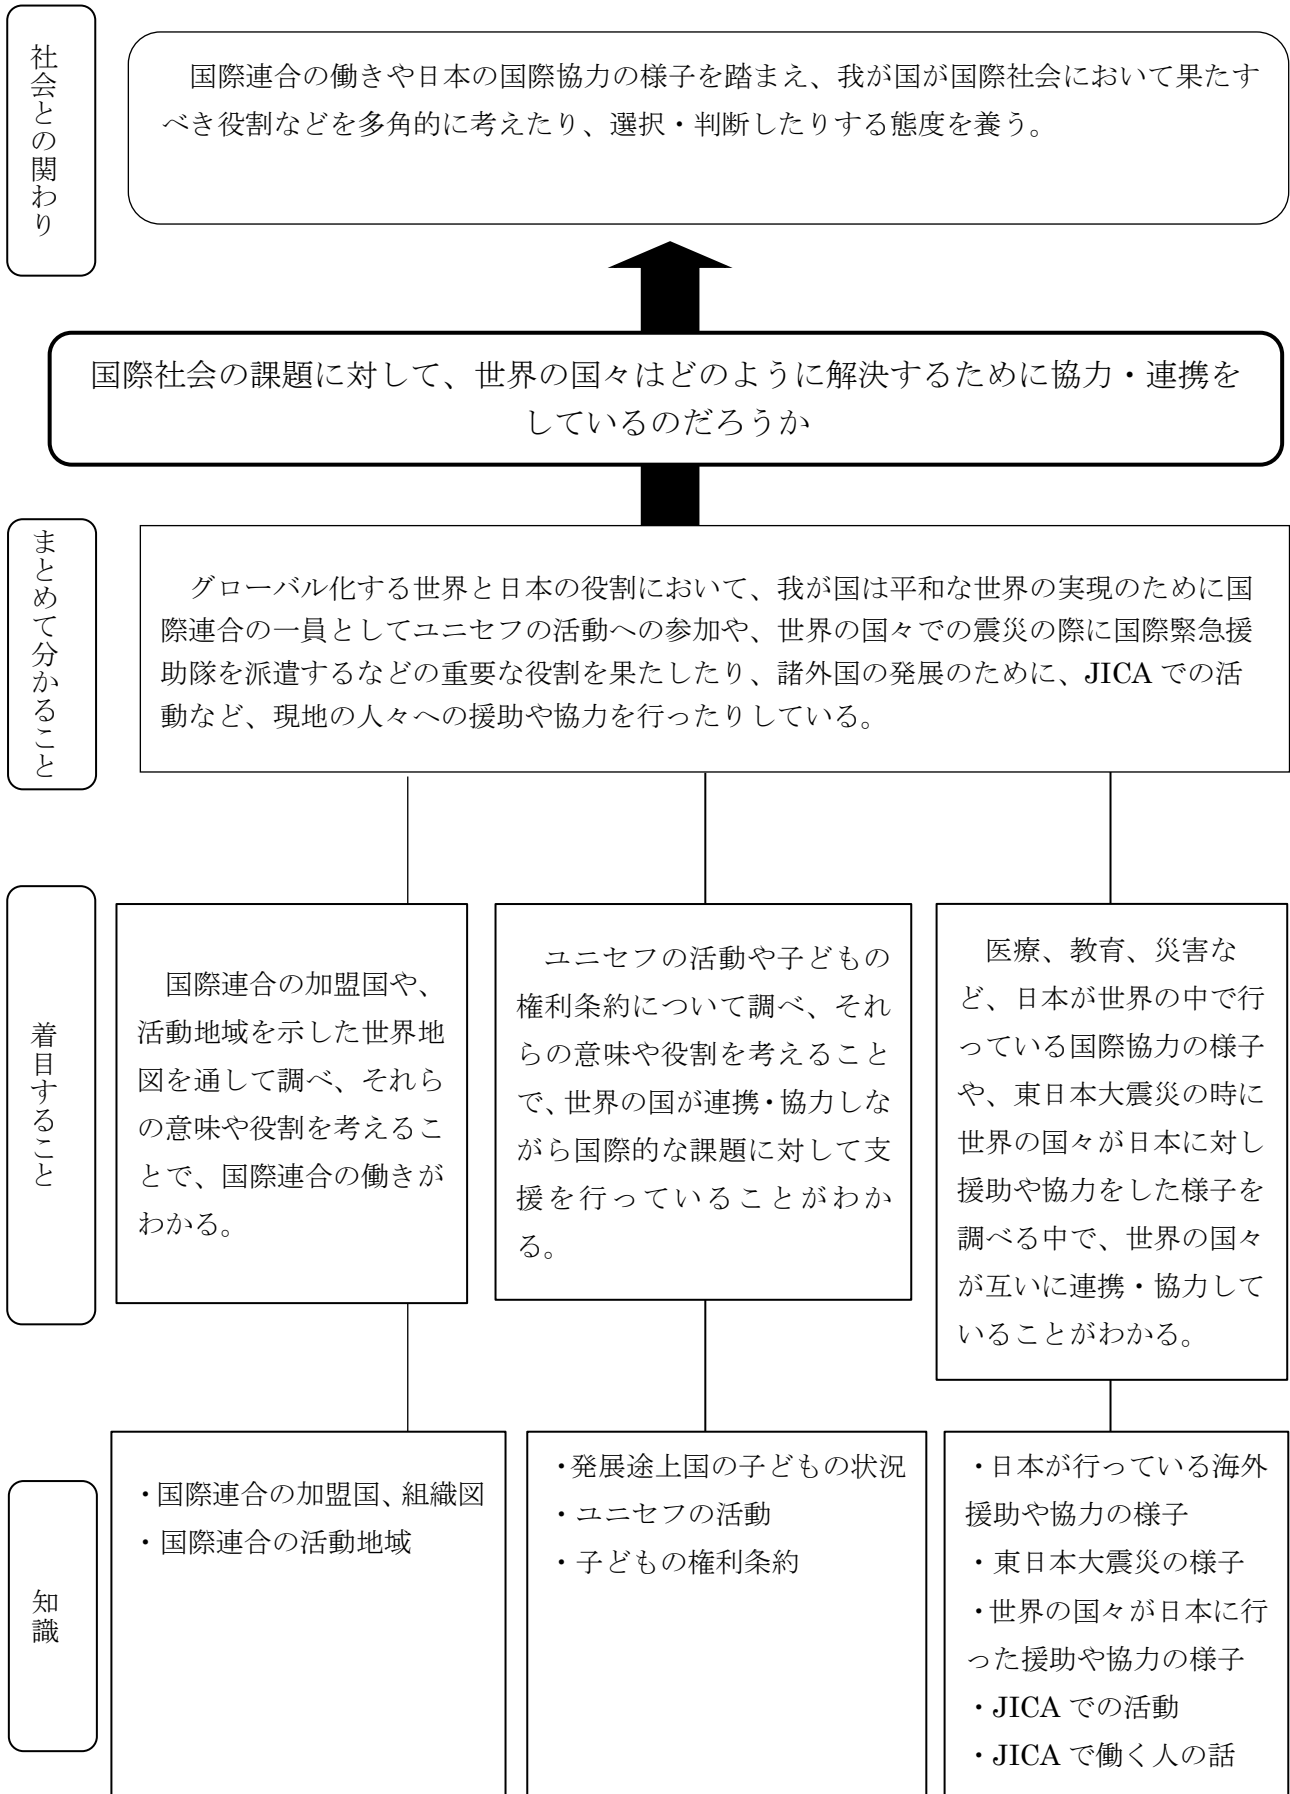 社会との関わり
国際連合の働きや日本の国際協力の様子を踏まえ、我が国が国際社会において果たす
べき役割などを多角的に考えたり、選択・判断したりする態度を養う。
国際社会の課題に対して、世界の国々はどのように解決するために協力・連携を
しているのだろうか
まとめて分かること
グローバル化する世界と日本の役割において、我が国は平和な世界の実現のために国
際連合の一員としてユニセフの活動への参加や、世界の国々での震災の際に国際緊急援
助隊を派遣するなどの重要な役割を果たしたり、諸外国の発展のために、JICA での活
動など、現地の人々への援助や協力を行ったりしている。
着目すること
国際連合の加盟国や、
活動地域を示した世界地
図を通して調べ、それら
の意味や役割を考えるこ
とで、国際連合の働きが
わかる。
ユニセフの活動や子どもの
権利条約について調べ、それ
らの意味や役割を考えること
で、世界の国が連携・協力しな
がら国際的な課題に対して支
援を行っていることがわか
る。
医療、教育、災害な
ど、日本が世界の中で行
っている国際協力の様子
や、東日本大震災の時に
世界の国々が日本に対し
援助や協力をした様子を
調べる中で、世界の国々
が互いに連携・協力して
いることがわかる。
知識
・国際連合の加盟国、組織図
・国際連合の活動地域
・発展途上国の子どもの状況
・ユニセフの活動
・子どもの権利条約
・日本が行っている海外
援助や協力の様子
・東日本大震災の様子
・世界の国々が日本に行
った援助や協力の様子
・JICA での活動
・JICA で働く人の話